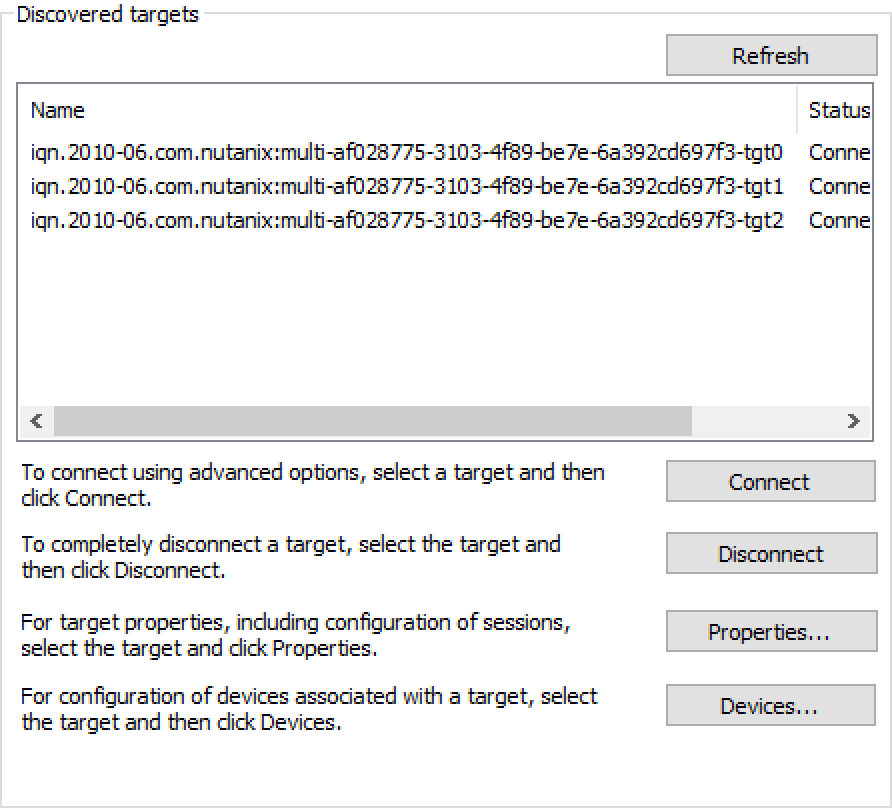 Discovered targets
Refresh
Name Status
iqn.2010-06.com.nutanix:multi-af028775-3103-4f89-be7e-6a392cd697f3-tgt0 Conne
iqn.2010-06.com.nutanix:multi-af028775-3103-4f89-be7e-6a392cd697f3-tgt1 Conne
iqn.2010-06.com.nutanix:multi-af028775-3103-4f89-be7e-6a392cd697f3-tgt2 Conne
To connect using advanced options, select a target and then
click Connect.
Connect
To completely disconnect a target, select the target and
then click Disconnect.
Disconnect
For target properties, including configuration of sessions,
select the target and click Properties.
Properties...
For configuration of devices associated with a target, select
the target and then click Devices.
Devices...